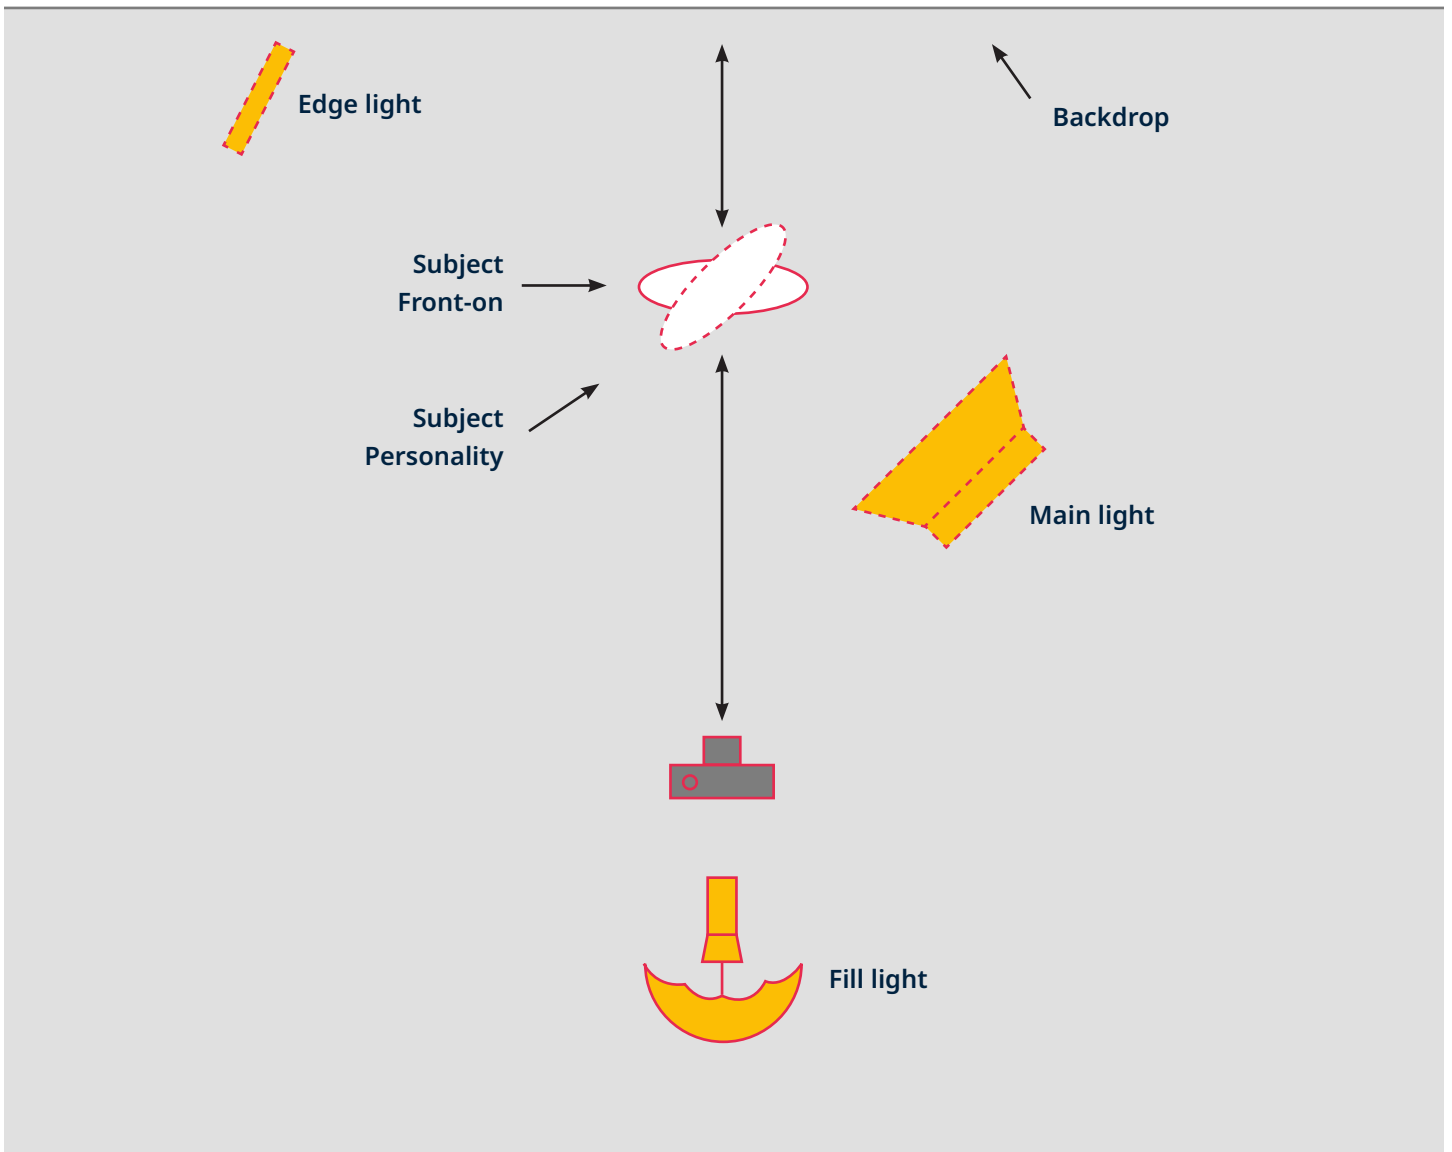 Edge light
Backdrop
Subject
Front-on
Subject
Personality
Main light
Fill light